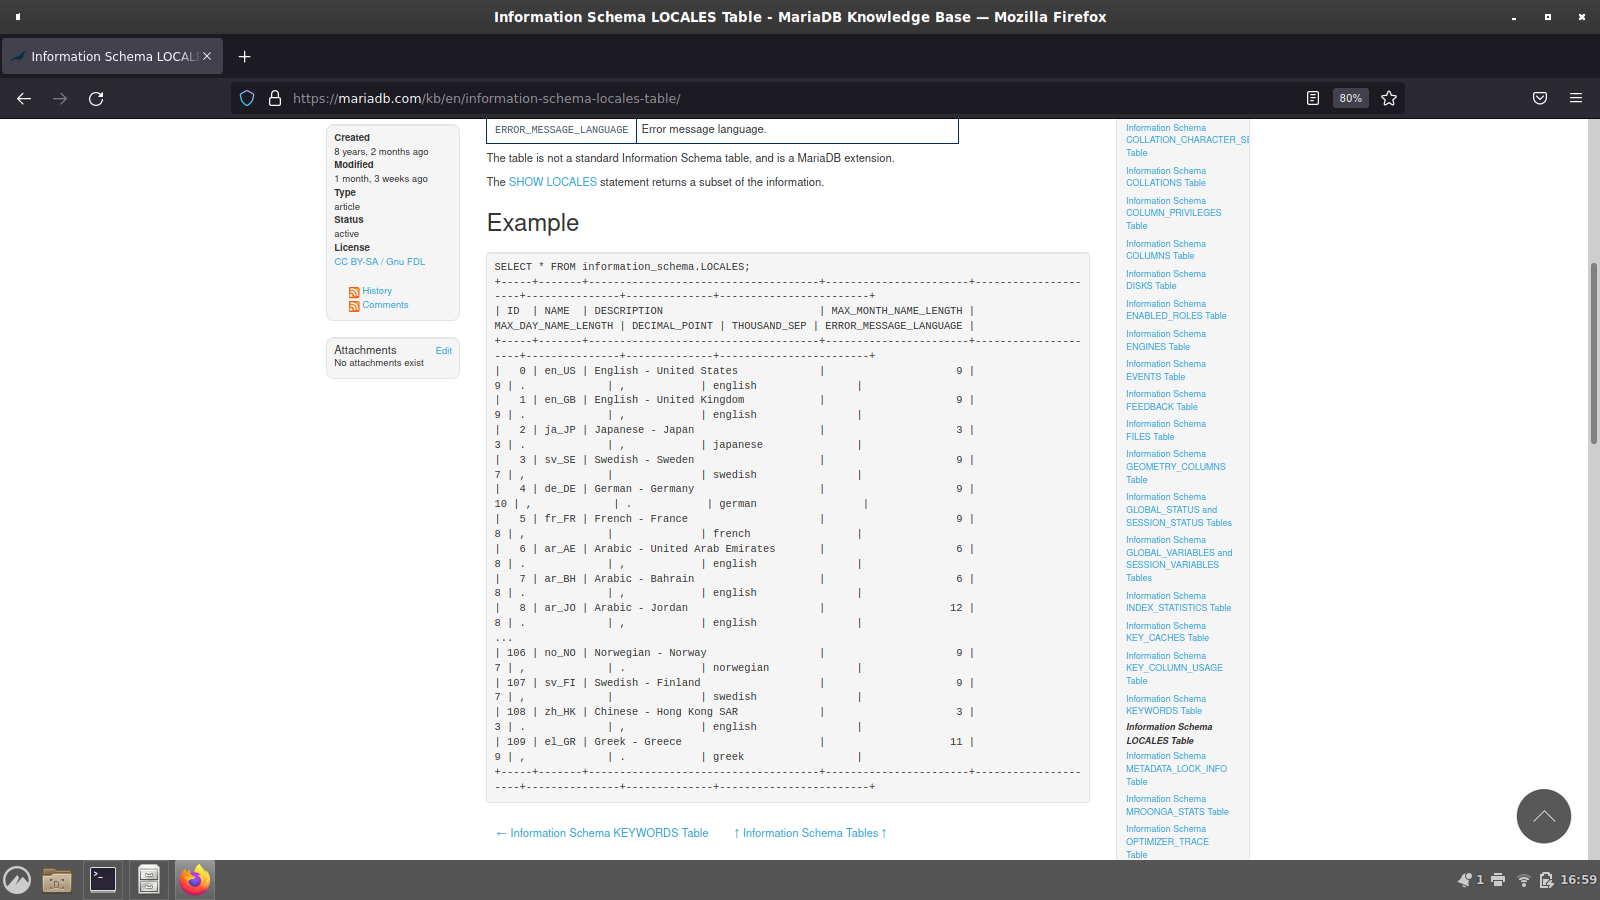 Information Schema LOCALES Table - MariaDB Knowledge Base — Mozilla Firefox
Information Schema LOCALE
https://mariadb.com/kb/en/information-schema-locales-table/
80%
Created
8 years, 2 months ago
Modified
1 month, 3 weeks ago
Type
article
Status
active
License
CC BY-SA / Gnu FDL
History
Comments
Attachments Edit
No attachments exist
ERROR_MESSAGE_LANGUAGE Error message language.
The table is not a standard Information Schema table, and is a MariaDB extension.
The SHOW LOCALES statement returns a subset of the information.
Example
SELECT * FROM information_schema.LOCALES;
+-----+-------+-------------------------------------+-----------------------+-----------------
----+---------------+--------------+------------------------+
| ID  | NAME  | DESCRIPTION                         | MAX_MONTH_NAME_LENGTH |
MAX_DAY_NAME_LENGTH | DECIMAL_POINT | THOUSAND_SEP | ERROR_MESSAGE_LANGUAGE |
+-----+-------+-------------------------------------+-----------------------+-----------------
----+---------------+--------------+------------------------+
|   0 | en_US | English - United States             |                     9 |
9 | .             | ,            | english                |
|   1 | en_GB | English - United Kingdom            |                     9 |
9 | .             | ,            | english                |
|   2 | ja_JP | Japanese - Japan                    |                     3 |
3 | .             | ,            | japanese               |
|   3 | sv_SE | Swedish - Sweden                    |                     9 |
7 | ,             |              | swedish                |
|   4 | de_DE | German - Germany                    |                     9 |
10 | ,             | .            | german                 |
|   5 | fr_FR | French - France                     |                     9 |
8 | ,             |              | french                 |
|   6 | ar_AE | Arabic - United Arab Emirates       |                     6 |
8 | .             | ,            | english                |
|   7 | ar_BH | Arabic - Bahrain                    |                     6 |
8 | .             | ,            | english                |
|   8 | ar_JO | Arabic - Jordan                     |                    12 |
8 | .             | ,            | english                |
...
| 106 | no_NO | Norwegian - Norway                  |                     9 |
7 | ,             | .            | norwegian              |
| 107 | sv_FI | Swedish - Finland                   |                     9 |
7 | ,             |              | swedish                |
| 108 | zh_HK | Chinese - Hong Kong SAR             |                     3 |
3 | .             | ,            | english                |
| 109 | el_GR | Greek - Greece                      |                    11 |
9 | ,             | .            | greek                  |
+-----+-------+-------------------------------------+-----------------------+-----------------
----+---------------+--------------+------------------------+
← Information Schema KEYWORDS Table ↑ Information Schema Tables ↑
Information Schema
COLLATION_CHARACTER_SE
Table
Information Schema
COLLATIONS Table
Information Schema
COLUMN_PRIVILEGES
Table
Information Schema
COLUMNS Table
Information Schema
DISKS Table
Information Schema
ENABLED_ROLES Table
Information Schema
ENGINES Table
Information Schema
EVENTS Table
Information Schema
FEEDBACK Table
Information Schema
FILES Table
Information Schema
GEOMETRY_COLUMNS
Table
Information Schema
GLOBAL_STATUS and
SESSION_STATUS Tables
Information Schema
GLOBAL_VARIABLES and
SESSION_VARIABLES
Tables
Information Schema
INDEX_STATISTICS Table
Information Schema
KEY_CACHES Table
Information Schema
KEY_COLUMN_USAGE
Table
Information Schema
KEYWORDS Table
Information Schema
LOCALES Table
Information Schema
METADATA_LOCK_INFO
Table
Information Schema
MROONGA_STATS Table
Information Schema
OPTIMIZER_TRACE
Table
1 16:59